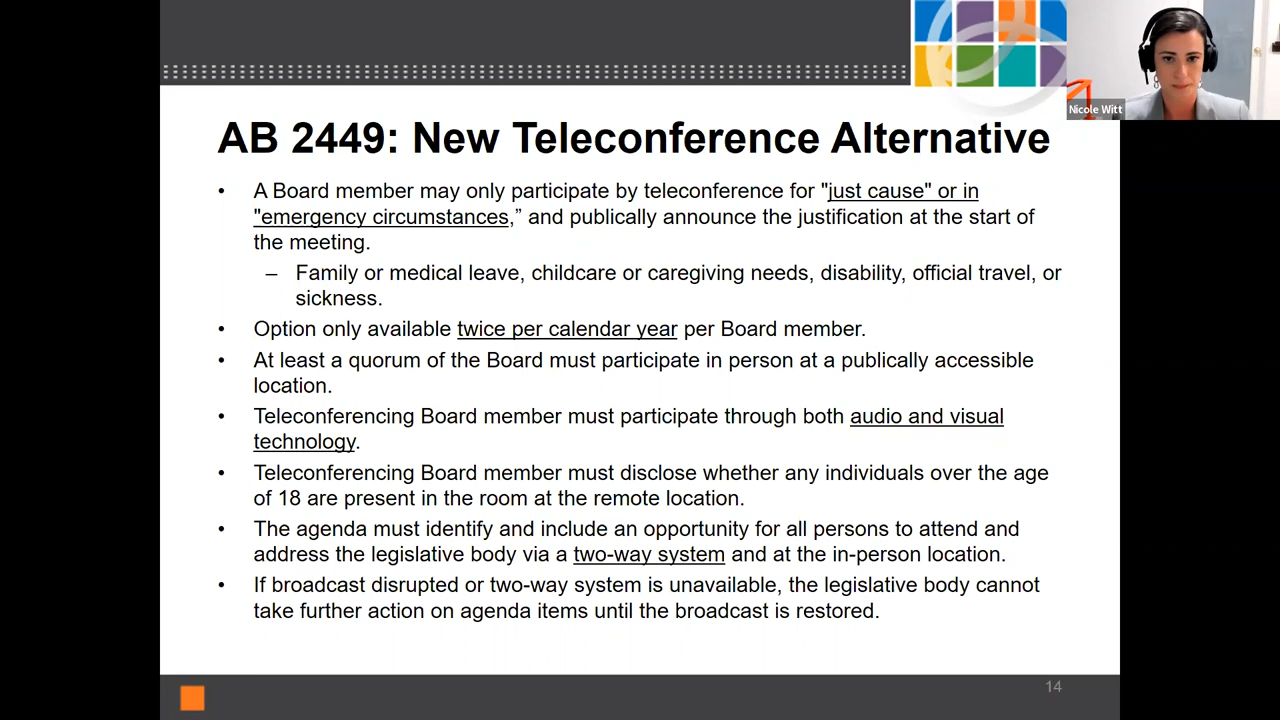 Nicole Witt
AB 2449: New Teleconference Alternative
• A Board member may only participate by teleconference for "just cause" or in
"emergency circumstances,” and publically announce the justification at the start of
the meeting.
– Family or medical leave, childcare or caregiving needs, disability, official travel, or
sickness.
• Option only available twice per calendar year per Board member.
• At least a quorum of the Board must participate in person at a publically accessible
location.
• Teleconferencing Board member must participate through both audio and visual
technology.
• Teleconferencing Board member must disclose whether any individuals over the age
of 18 are present in the room at the remote location.
• The agenda must identify and include an opportunity for all persons to attend and
address the legislative body via a two-way system and at the in-person location.
• If broadcast disrupted or two-way system is unavailable, the legislative body cannot
take further action on agenda items until the broadcast is restored.
14